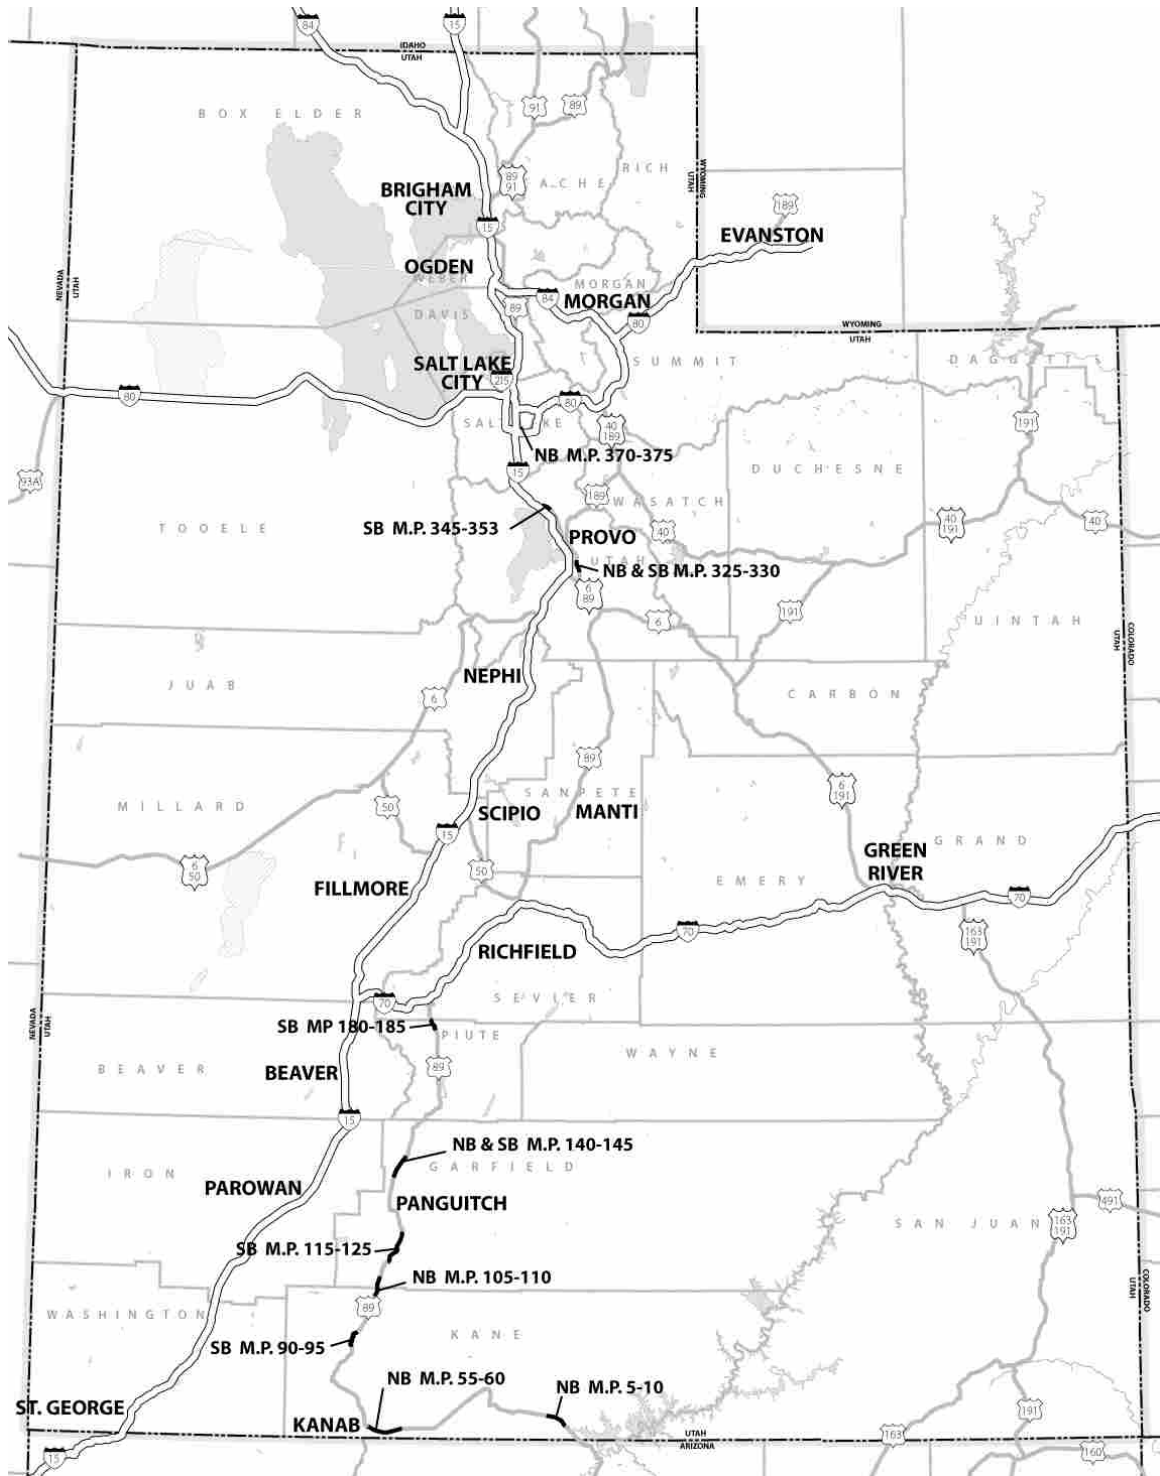 84
15
IDAHO
UTAH
91
89
BOX ELDER
89
91
ACHE
RICH
WYOMING
UTAH
BRIGHAM
CITY
189
15
EVANSTON
OGDEN
WEBER
MORGAN
NEVADA
UTAH
84
MORGAN
89
DAVIS
80
WYOMING
UTAH
SALT LAKE
CITY
215
SUMMIT
DAGGETT
80
80
SALT LAKE
40
189
191
NB M.P. 370-375
15
93A
DUCHESNE
189
WASATCH
SB M.P. 345-353
TOOELE
40
40
191
40
PROVO
UTAH
NB & SB M.P. 325-330
6
89
191
6
UINTAH
COLORADO
UTAH
NEPHI
JUAB
6
CARBON
89
6
191
SANPETE
MILLARD
50
SCIPIO
MANTI
15
GREEN
RIVER
GRAND
6
50
50
FILLMORE
EMERY
70
70
163
191
RICHFIELD
SEVIER
70
NEVADA
UTAH
SB MP 180-185
PIUTE
WAYNE
BEAVER
BEAVER
89
15
NB & SB M.P. 140-145
GARFIELD
IRON
PAROWAN
PANGUITCH
491
SAN JUAN
163
191
SB M.P. 115-125
NB M.P. 105-110
COLORADO
UTAH
WASHINGTON
89
KANE
SB M.P. 90-95
NB M.P. 55-60
NB M.P. 5-10
ST. GEORGE
KANAB
191
UTAH
ARIZONA
163
160
15